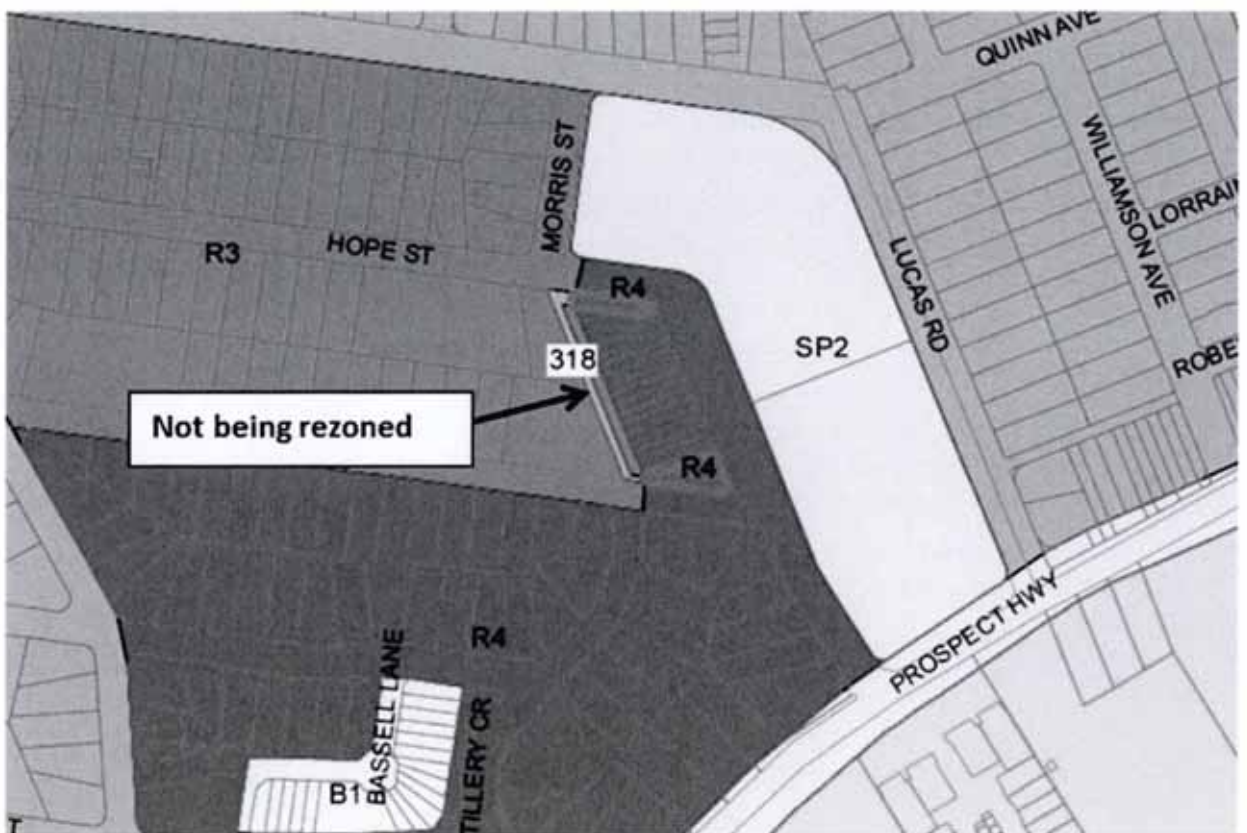 QUINN AVE
WILLIAMSON AVE
MORRIS ST
LORRAIN
R3
HOPE ST
LUCAS RD
R4
SP2
318
ROBE
Not being rezoned
R4
PROSPECT HWY
R4
BASSELL LANE
TILLERY CR
B1
T